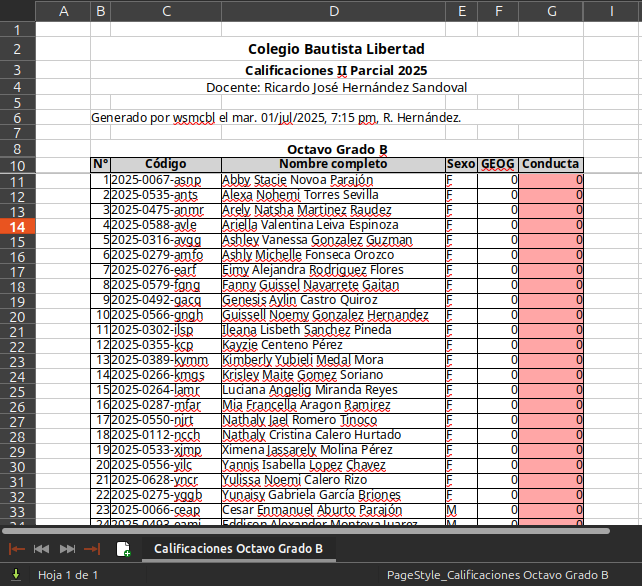 A B C D E F G H I
1
2 Colegio Bautista Libertad
3 Calificaciones II Parcial 2025
4 Docente: Ricardo José Hernández Sandoval
5
6 Generado por wsmcbl el mar. 01/jul/2025, 7:15 pm, R. Hernández.
7
8 Octavo Grado B
10 Nº Código Nombre completo Sexo GEOG Conducta
11 1 2025-0067-asnp Abby Stacie Novoa Parajón F 0 0
12 2 2025-0535-ants Alexa Nohemi Torres Sevilla F 0 0
13 3 2025-0475-anmr Arely Natsha Martinez Raudez F 0 0
14 4 2025-0588-avle Ariella Valentina Leiva Espinoza F 0 0
15 5 2025-0316-avgg Ashley Vanessa Gonzalez Guzman F 0 0
16 6 2025-0279-amfo Ashly Michelle Fonseca Orozco F 0 0
17 7 2025-0276-earf Eimy Alejandra Rodriguez Flores F 0 0
18 8 2025-0579-fgng Fanny Guissel Navarrete Gaitan F 0 0
19 9 2025-0492-gacq Genesis Aylin Castro Quiroz F 0 0
20 10 2025-0566-gngh Guissell Noemy Gonzalez Hernandez F 0 0
21 11 2025-0302-ilsp Ileana Lisbeth Sanchez Pineda F 0 0
22 12 2025-0355-kcp Kayzie Centeno Pérez F 0 0
23 13 2025-0389-kymm Kimberly Yubieli Medal Mora F 0 0
24 14 2025-0266-kmgs Krisley Maite Gomez Soriano F 0 0
25 15 2025-0264-lamr Luciana Angelig Miranda Reyes F 0 0
26 16 2025-0287-mfar Mia Francella Aragon Ramirez F 0 0
27 17 2025-0550-njrt Nathaly Jael Romero Tinoco F 0 0
28 18 2025-0112-ncch Nathaly Cristina Calero Hurtado F 0 0
29 19 2025-0533-xjmp Ximena Jassarely Molina Pérez F 0 0
30 20 2025-0556-yilc Yannis Isabella Lopez Chavez F 0 0
31 21 2025-0628-yncr Yulissa Noemi Calero Rizo F 0 0
32 22 2025-0275-yggb Yunaisy Gabriela García Briones F 0 0
33 23 2025-0066-ceap Cesar Enmanuel Aburto Parajón M 0 0
24 2025-0493-eamj Eddison Alexander Montoya Juarez M 0 0
Calificaciones Octavo Grado B
Hoja 1 de 1 PageStyle_Calificaciones Octavo Grado B